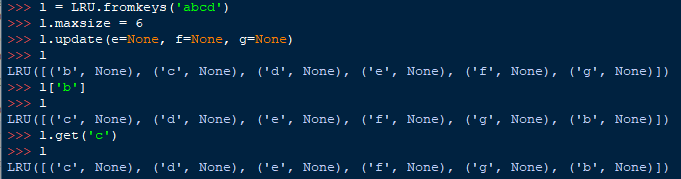 >>> l = LRU.fromkeys('abcd')
>>> l.maxsize = 6
>>> l.update(e=None, f=None, g=None)
>>> l
LRU([('b', None), ('c', None), ('d', None), ('e', None), ('f', None), ('g', None)])
>>> l['b']
>>> l
LRU([('c', None), ('d', None), ('e', None), ('f', None), ('g', None), ('b', None)])
>>> l.get('c')
>>> l
LRU([('c', None), ('d', None), ('e', None), ('f', None), ('g', None), ('b', None)])